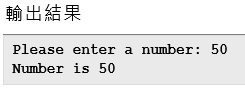 輸出結果
Please enter a number: 50
Number is 50